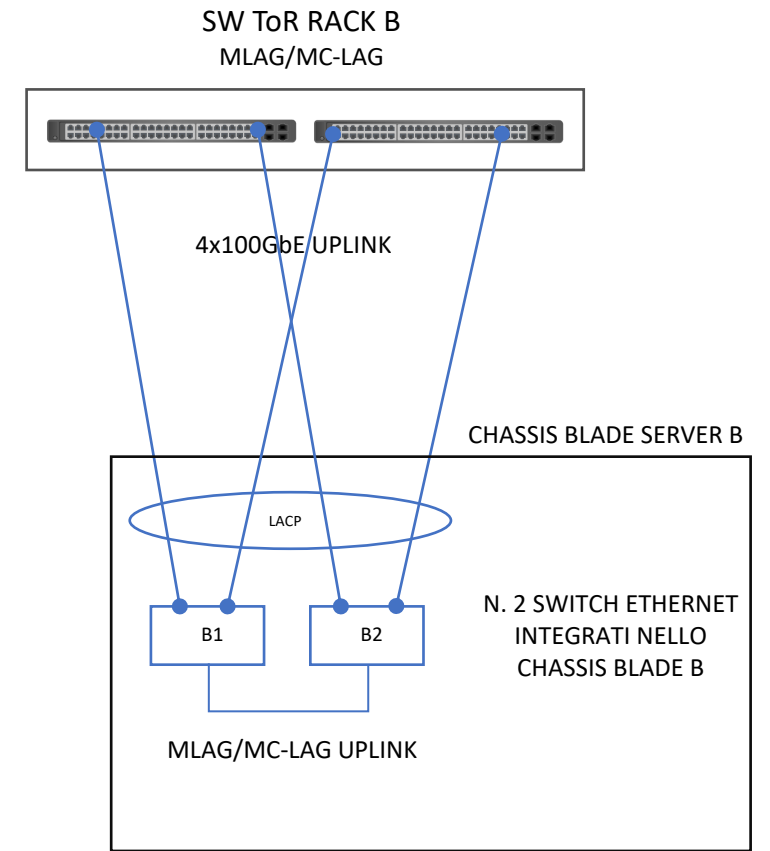 SW ToR RACK B
MLAG/MC-LAG
4x100GbE UPLINK
CHASSIS BLADE SERVER B
LACP
B1
B2
N. 2 SWITCH ETHERNET
INTEGRATI NELLO
CHASSIS BLADE B
MLAG/MC-LAG UPLINK